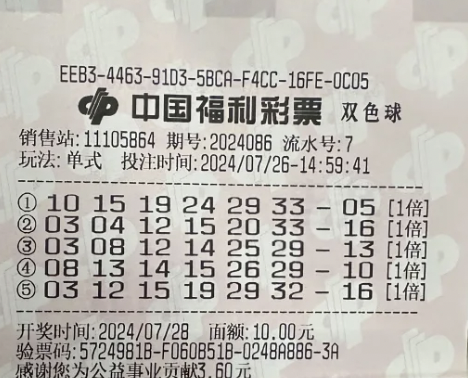 EEB3-4463-91D3-5BCA-F4CC-16FE-0C05
中国福利彩票 双色球
销售站:11105864 期号:2024086 流水号:7
玩法:单式 投注时间:2024/07/26-14:59:41
① 10 15 19 24 29 33 - 05 [1倍]
② 03 04 12 15 20 33 - 16 [1倍]
③ 03 08 12 14 25 29 - 13 [1倍]
④ 08 13 14 15 26 29 - 10 [1倍]
⑤ 03 12 15 19 29 32 - 16 [1倍]
开奖时间:2024/07/28 面额:10.00元
验票码:5724981B-F060B51B-0248A886-3A
感谢您为公益事业贡献3.60元